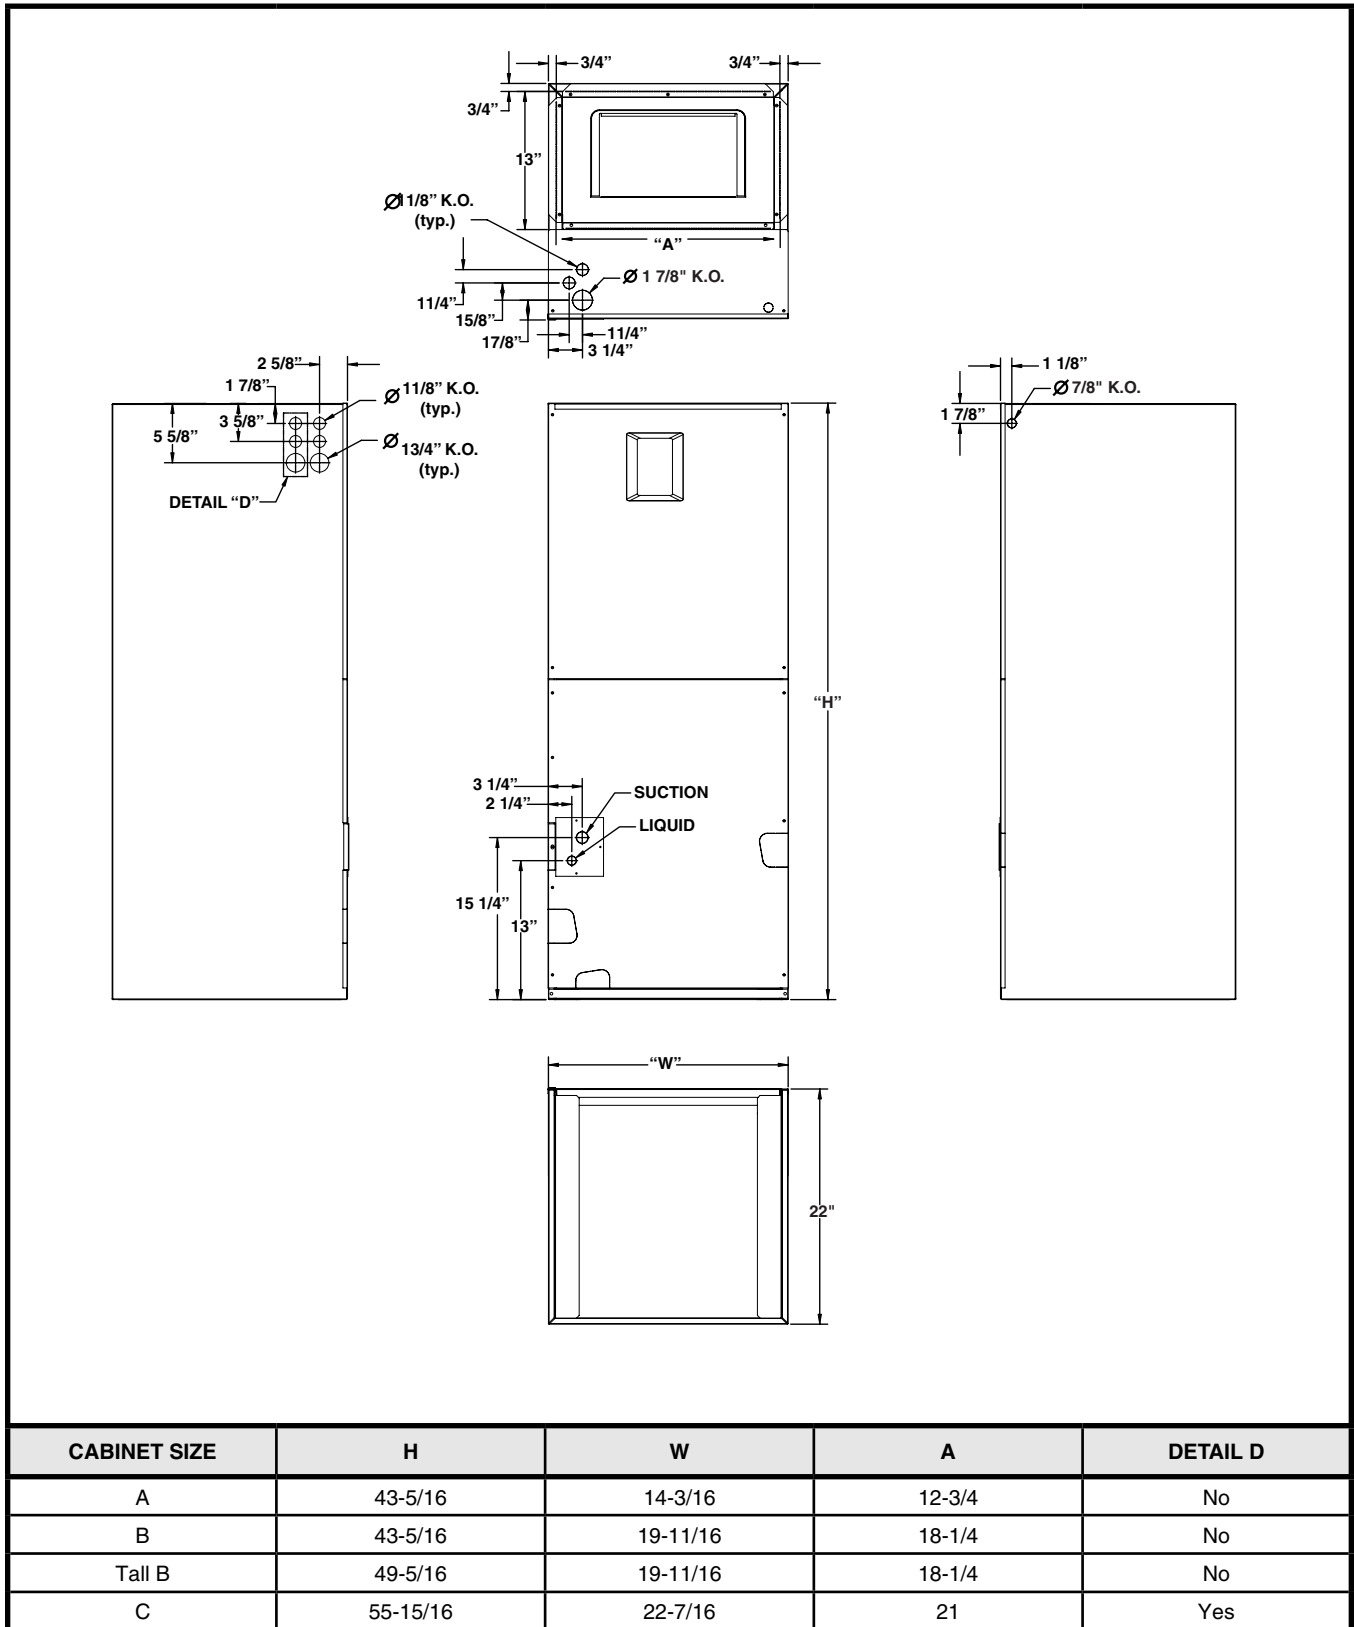 3/4” 3/4”
3/4”
13”
Ø11/8” K.O.
(typ.)
“A”
Ø 1 7/8" K.O.
11/4”
15/8”
17/8” 11/4”
3 1/4”
2 5/8”
1 7/8”
3 5/8”
5 5/8”
Ø 11/8” K.O.
(typ.)
Ø 13/4” K.O.
(typ.)
DETAIL “D”
1 1/8”
Ø 7/8" K.O.
1 7/8”
“H”
3 1/4”
2 1/4”
SUCTION
LIQUID
15 1/4”
13”
“W”
22"
CABINET SIZE H W A DETAIL D
A 43-5/16 14-3/16 12-3/4 No
B 43-5/16 19-11/16 18-1/4 No
Tall B 49-5/16 19-11/16 18-1/4 No
C 55-15/16 22-7/16 21 Yes